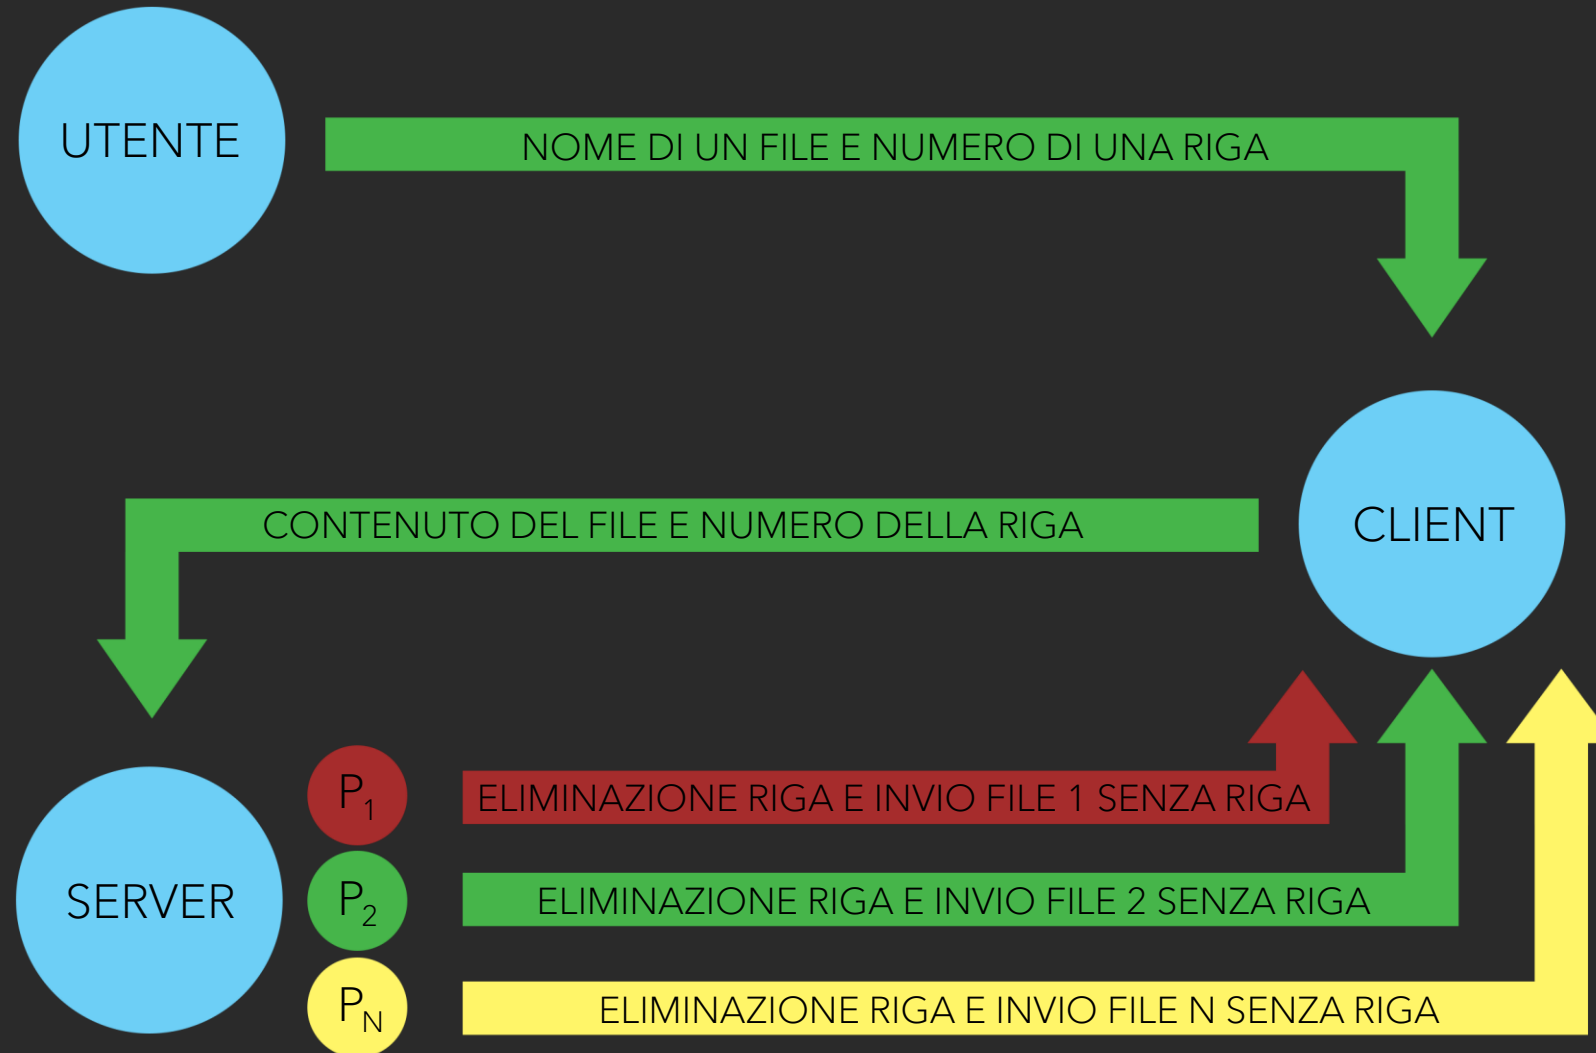 UTENTE
NOME DI UN FILE E NUMERO DI UNA RIGA
CONTENUTO DEL FILE E NUMERO DELLA RIGA
CLIENT
SERVER
P1
ELIMINAZIONE RIGA E INVIO FILE 1 SENZA RIGA
P2
ELIMINAZIONE RIGA E INVIO FILE 2 SENZA RIGA
PN
ELIMINAZIONE RIGA E INVIO FILE N SENZA RIGA